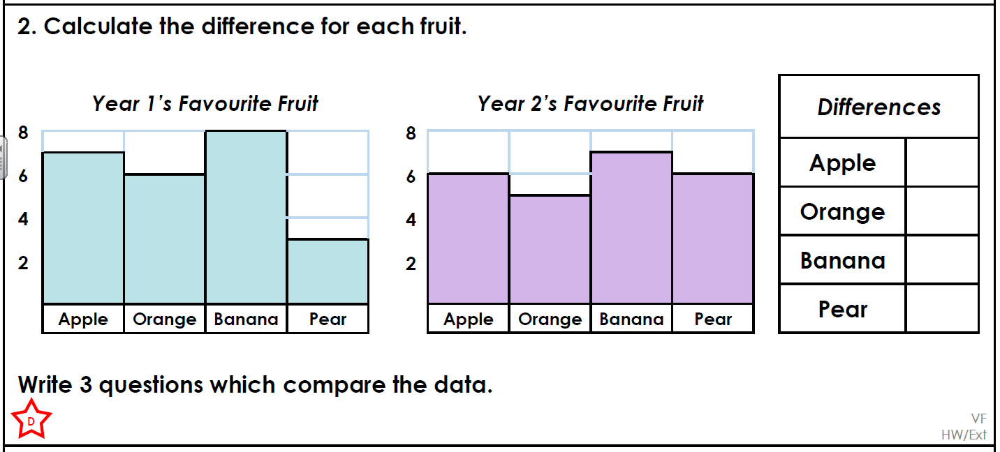 2. Calculate the difference for each fruit.
Year 1's Favourite Fruit
8
6
4
2
Apple Orange Banana Pear
Year 2's Favourite Fruit
8
6
4
2
Apple Orange Banana Pear
Differences
Apple
Orange
Banana
Pear
Write 3 questions which compare the data.
D
VF
HW/Ext